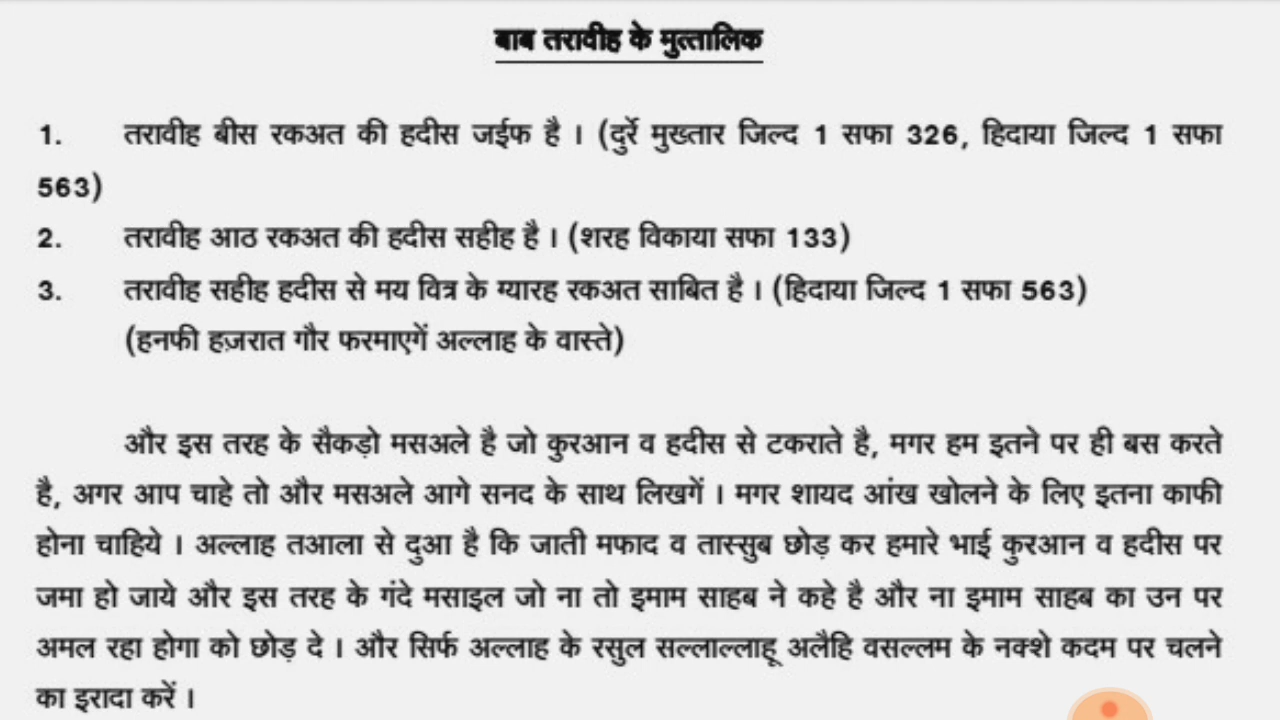 बाब तरावीह के मुत्तालिक
1. तरावीह बीस रकअत की हदीस जईफ है । (दुर्रे मुख्तार जिल्द 1 सफा 326, हिदाया जिल्द 1 सफा
563)
2. तरावीह आठ रकअत की हदीस सहीह है । (शरह विकाया सफा 133)
3. तरावीह सहीह हदीस से मय वित्र के ग्यारह रकअत साबित है । (हिदाया जिल्द 1 सफा 563)
(हनफी हज़रात गौर फरमाएगें अल्लाह के वास्ते)
और इस तरह के सैकड़ो मसअले है जो कुरआन व हदीस से टकराते है, मगर हम इतने पर ही बस करते
है, अगर आप चाहे तो और मसअले आगे सनद के साथ लिखगें । मगर शायद आंख खोलने के लिए इतना काफी
होना चाहिये । अल्लाह तआला से दुआ है कि जाती मफाद व तास्सुब छोड़ कर हमारे भाई कुरआन व हदीस पर
जमा हो जाये और इस तरह के गंदे मसाइल जो ना तो इमाम साहब ने कहे है और ना इमाम साहब का उन पर
अमल रहा होगा को छोड़ दे । और सिर्फ अल्लाह के रसुल सल्लाल्लाहू अलैहि वसल्लम के नक्शे कदम पर चलने
का इरादा करें ।